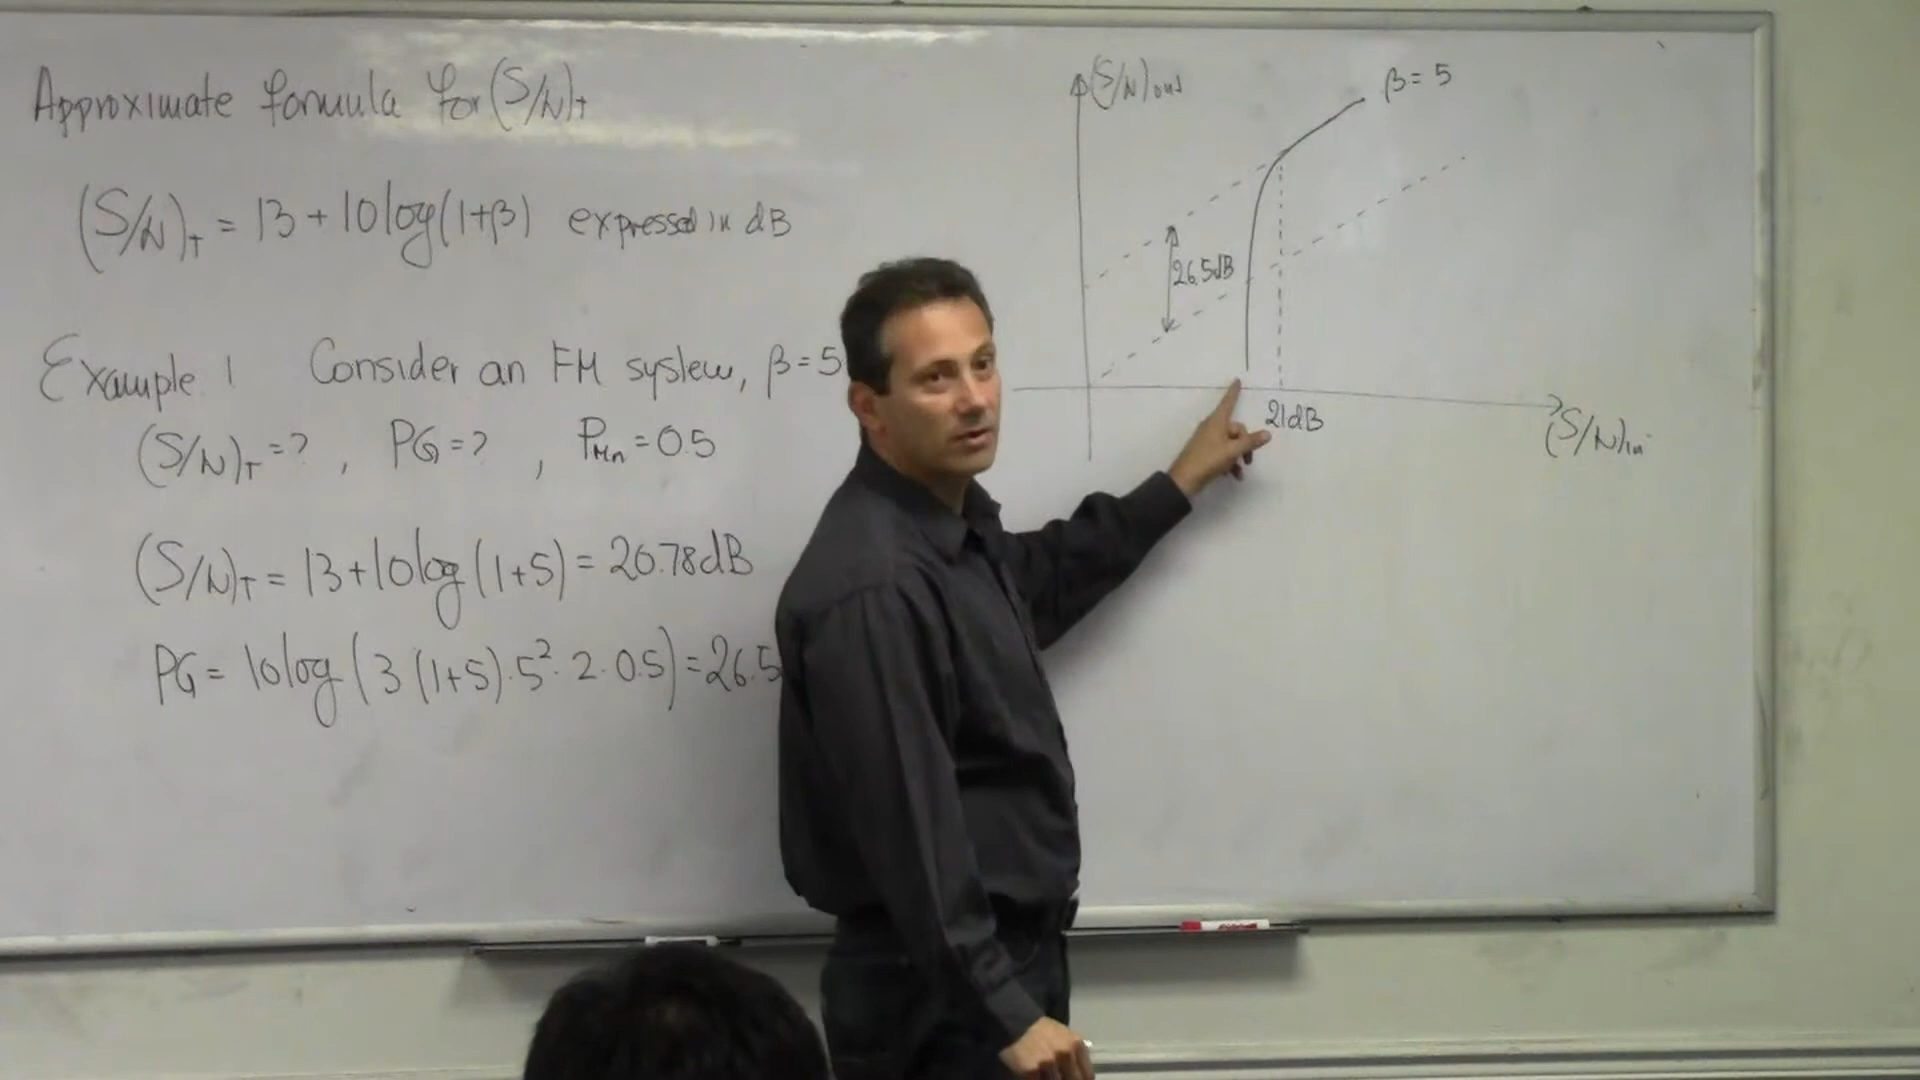 Approximate formula for (S/N)T
(S/N)T = 13 + 10log(1+β) expressed in dB
Example 1 Consider an FM system, β=5
(S/N)T = ? , PG = ? , PMn = 0.5
(S/N)T = 13+10log(1+5) = 20.78dB
PG = 10log(3(1+5)·5²·2·0.5) = 26.5
(S/N)out
β = 5
26.5dB
21dB
(S/N)in